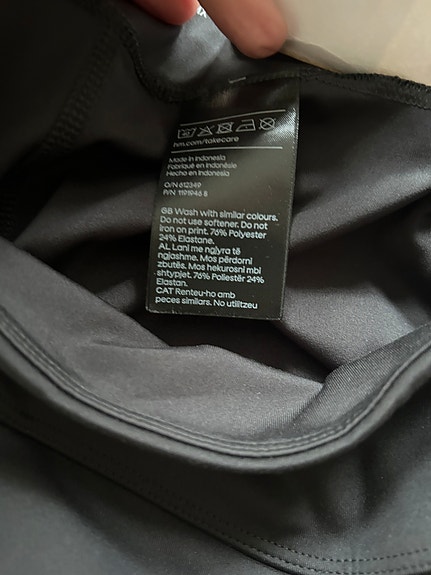 hm.com/takecare
Made in Indonesia
Fabriqué en Indonésie
Hecho en Indonesia
O/N 612349
P/N 1191946 B
GB Wash with similar colours.
Do not use softener. Do not
iron on print. 76% Polyester
24% Elastane.
AL Lani me ngjyra të
ngjashme. Mos përdorni
zbutës. Mos hekurosni mbi
shtypjet. 76% Poliestër 24%
Elastan.
CAT Renteu-ho amb
peces similars. No utilitzeu